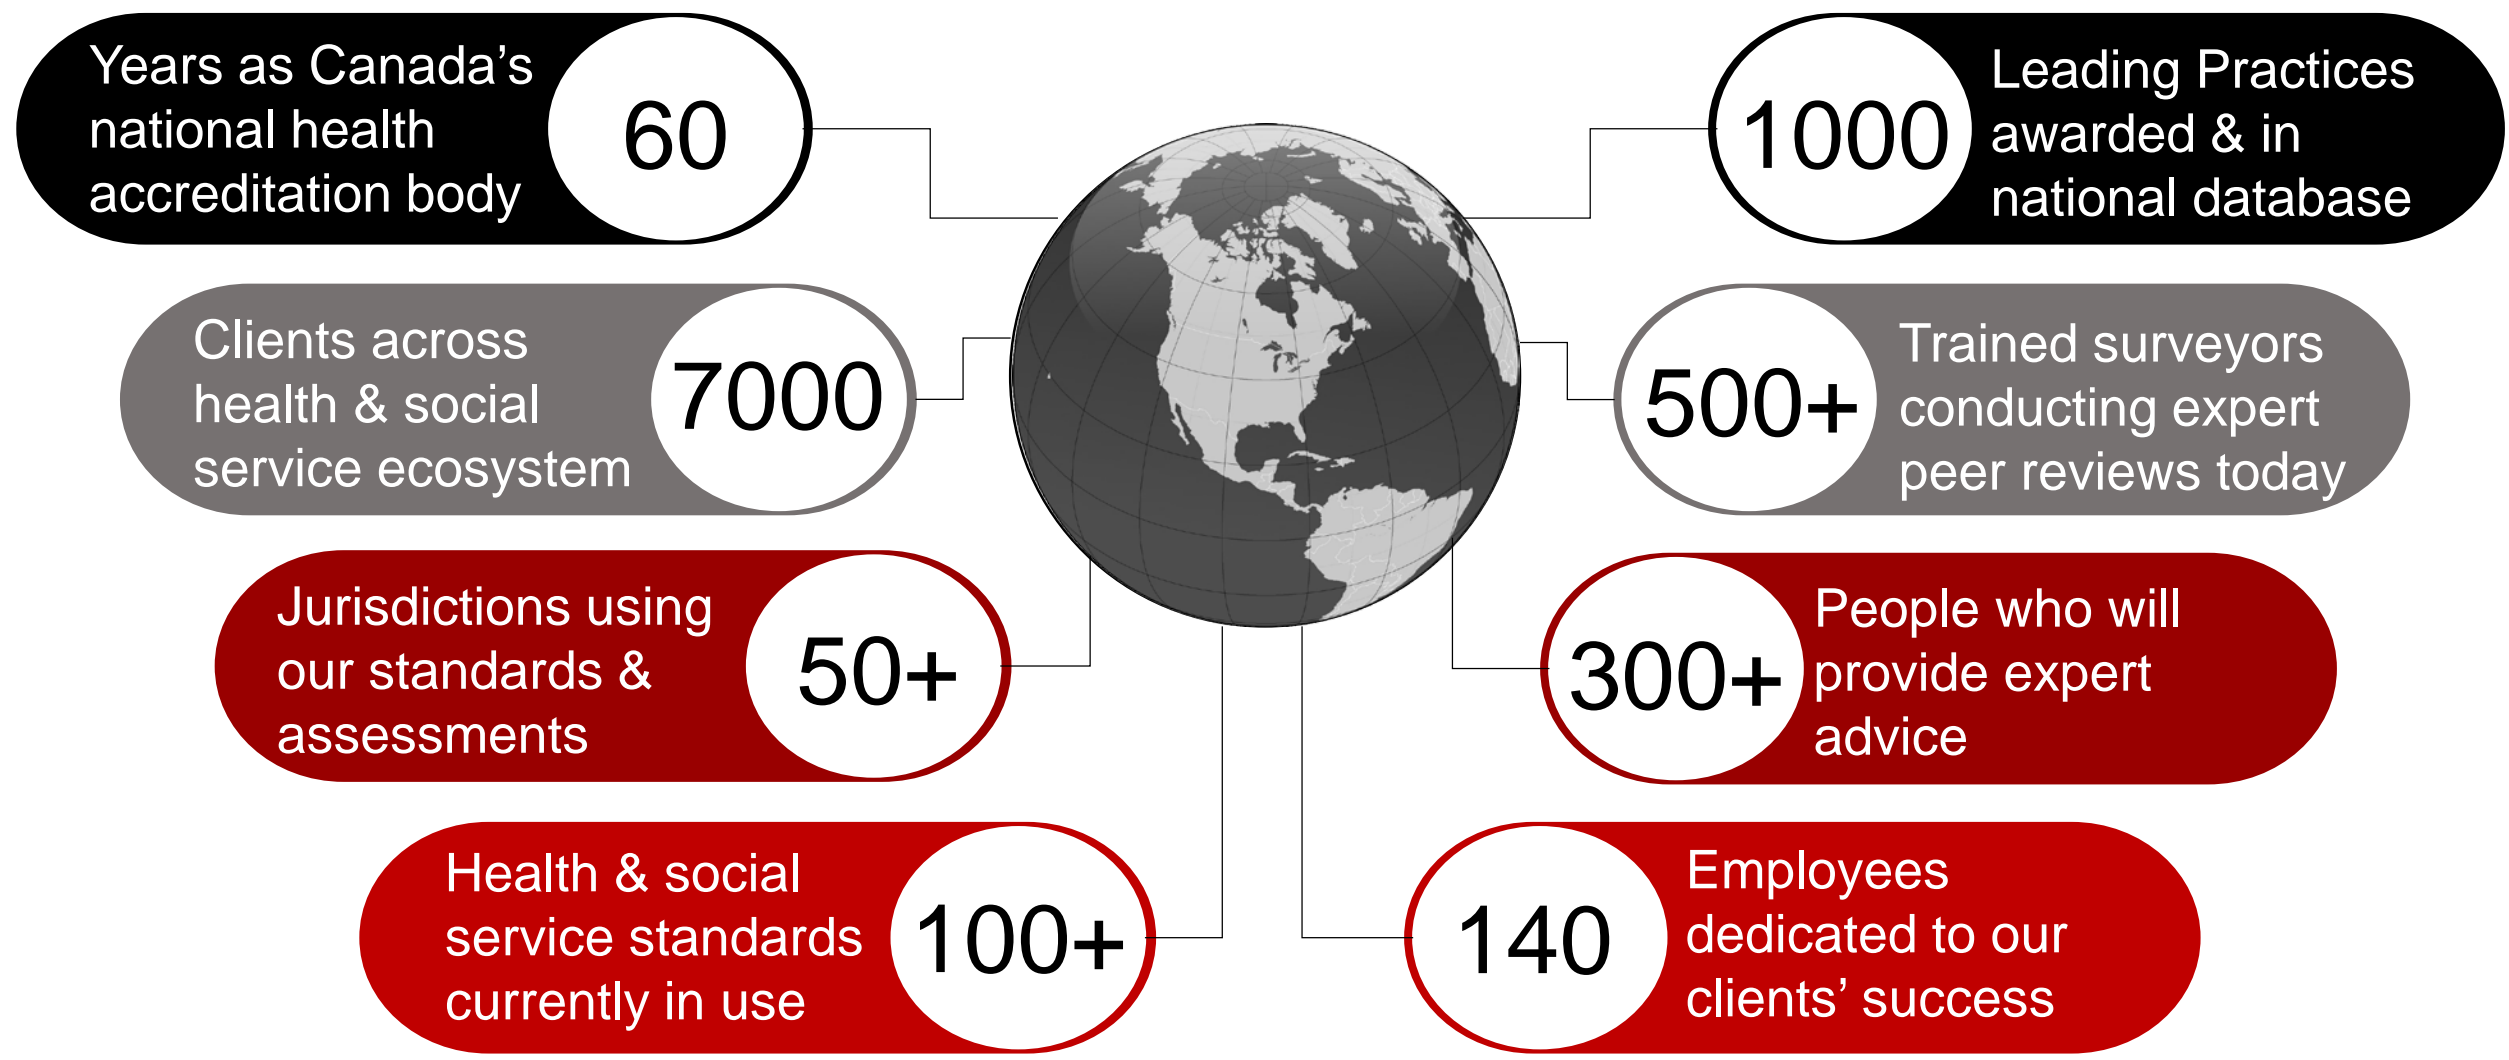 Years as Canada’s
national health
accreditation body
60
Clients across
health & social
service ecosystem
7000
Jurisdictions using
our standards &
assessments
50+
Health & social
service standards
currently in use
100+
1000
Leading Practices
awarded & in
national database
500+
Trained surveyors
conducting expert
peer reviews today
300+
People who will
provide expert
advice
140
Employees
dedicated to our
clients’ success